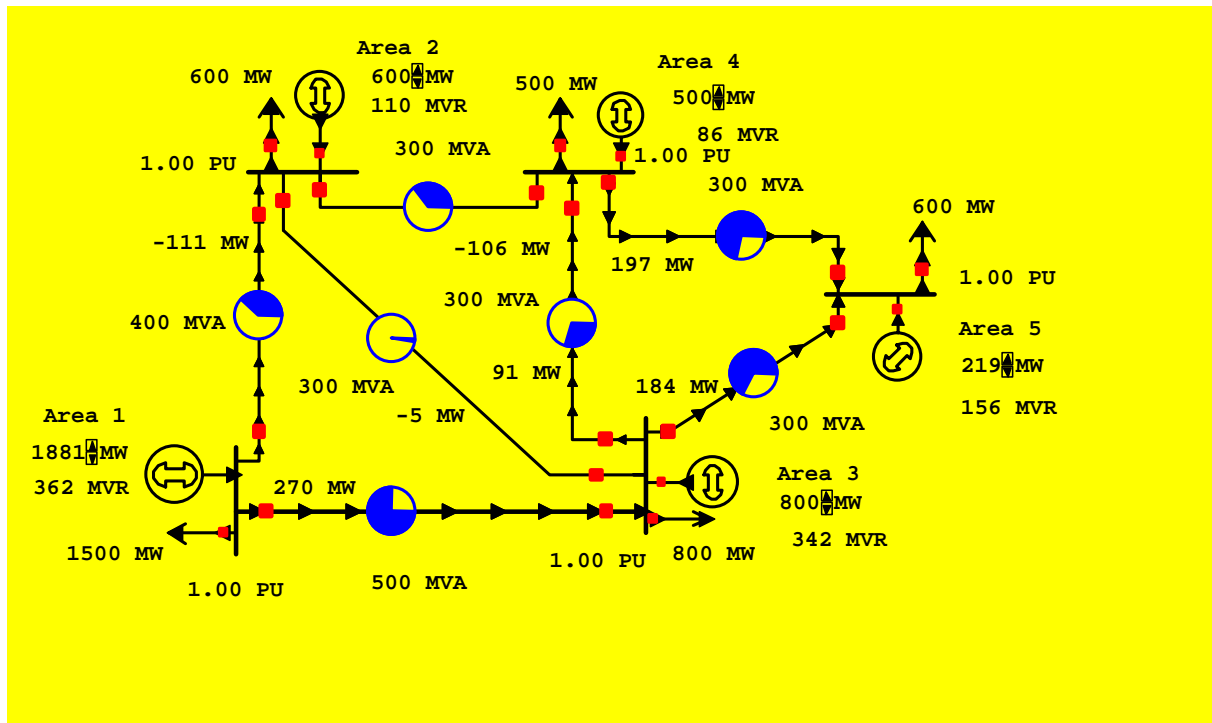 Area 2
600 MW
600 MW
110 MVR
Area 4
500 MW
500 MW
86 MVR
300 MVA
1.00 PU
1.00 PU
300 MVA
600 MW
-111 MW
-106 MW
197 MW
1.00 PU
300 MVA
400 MVA
Area 5
219 MW
156 MVR
91 MW
184 MW
300 MVA
-5 MW
300 MVA
Area 1
1881 MW
362 MVR
270 MW
Area 3
800 MW
342 MVR
1500 MW
1.00 PU
500 MVA
1.00 PU
800 MW